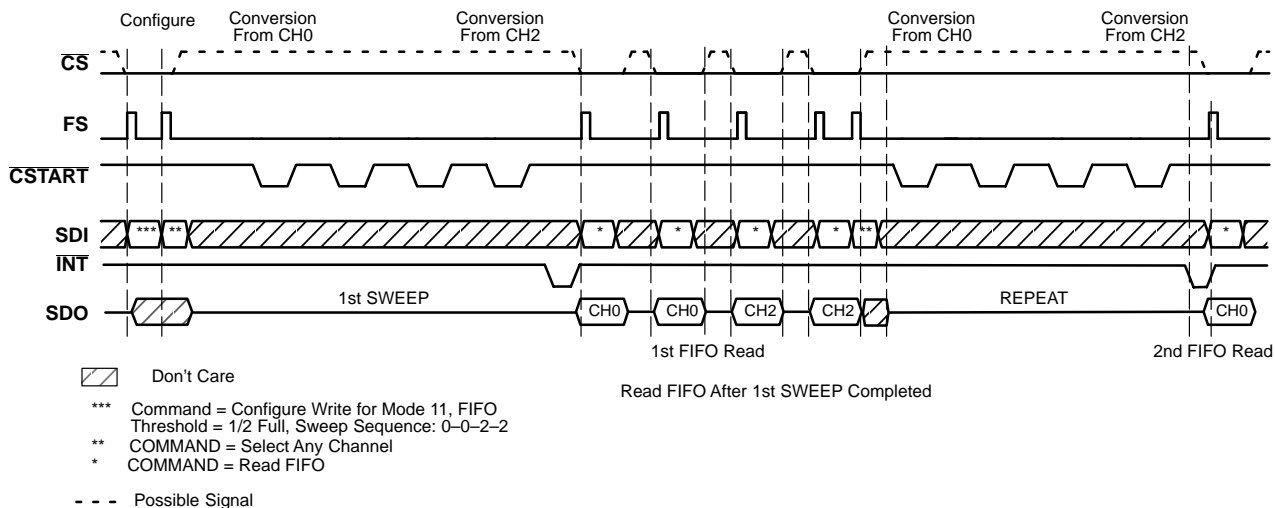 Configure
Conversion
From CH0
Conversion
From CH2
Conversion
From CH0
Conversion
From CH2
CS
FS
CSTART
SDI
*** ** * * * * ** *
INT
1st SWEEP
REPEAT
SDO
CH0 CH0 CH2 CH2 CH0
1st FIFO Read
2nd FIFO Read
Don't Care
Read FIFO After 1st SWEEP Completed
*** Command = Configure Write for Mode 11, FIFO
Threshold = 1/2 Full, Sweep Sequence: 0–0–2–2
** COMMAND = Select Any Channel
* COMMAND = Read FIFO
Possible Signal